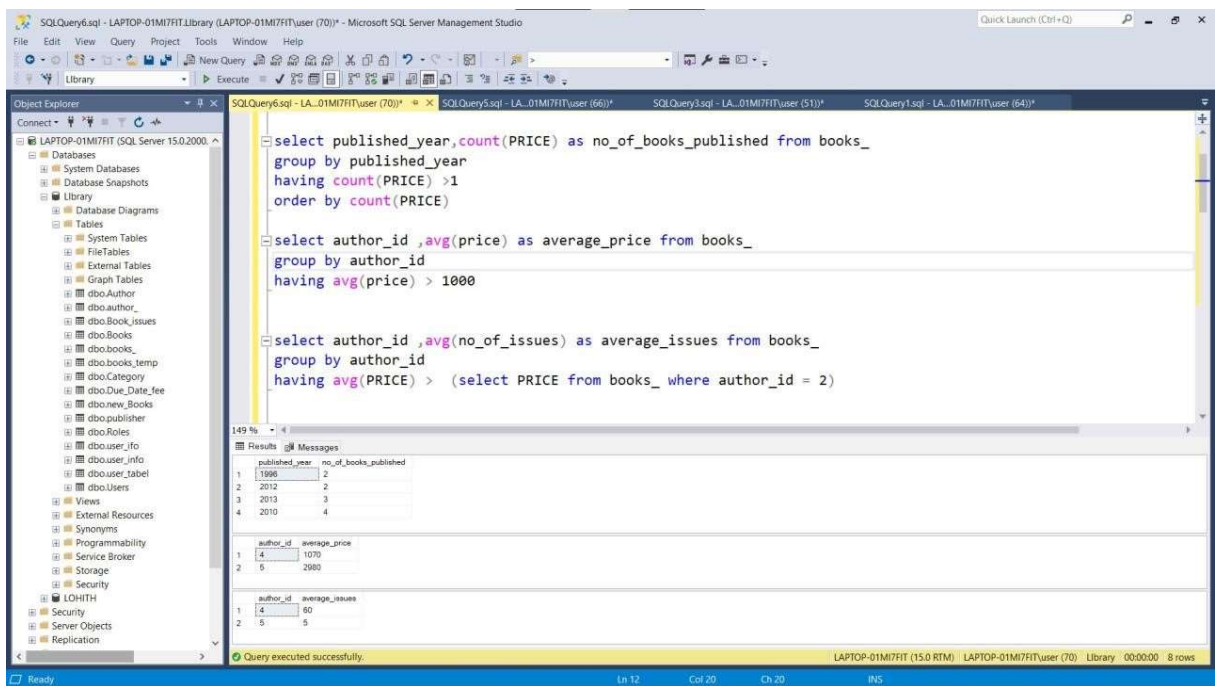 SQLQuery6.sql - LAPTOP-01MI7FIT.LIbrary (LAPTOP-01MI7FIT\user (70))* - Microsoft SQL Server Management Studio
Quick Launch (Ctrl+Q)
File Edit View Query Project Tools Window Help
New Query
LIbrary
Execute
Object Explorer
SQLQuery6.sql - LA...01MI7FIT\user (70))*
SQLQuery5.sql - LA...01MI7FIT\user (66))*
SQLQuery3.sql - LA...01MI7FIT\user (51))*
SQLQuery1.sql - LA...01MI7FIT\user (64))*
Connect
LAPTOP-01MI7FIT (SQL Server 15.0.2000.
Databases
System Databases
Database Snapshots
LIbrary
Database Diagrams
Tables
System Tables
FileTables
External Tables
Graph Tables
dbo.Author
dbo.author_
dbo.Book_issues
dbo.Books
dbo.books_
dbo.books_temp
dbo.Category
dbo.Due_Date_fee
dbo.new_Books
dbo.publisher
dbo.Roles
dbo.user_ifo
dbo.user_info
dbo.user_tabel
dbo.Users
Views
External Resources
Synonyms
Programmability
Service Broker
Storage
Security
LOHITH
Security
Server Objects
Replication
select published_year,count(PRICE) as no_of_books_published from books_
group by published_year
having count(PRICE) >1
order by count(PRICE)
select author_id ,avg(price) as average_price from books_
group by author_id
having avg(price) > 1000
select author_id ,avg(no_of_issues) as average_issues from books_
group by author_id
having avg(PRICE) > (select PRICE from books_ where author_id = 2)
149 %
Results Messages
published_year no_of_books_published
1 1996 2
2 2012 2
3 2013 3
4 2010 4
author_id average_price
1 4 1070
2 5 2980
author_id average_issues
1 4 60
2 5 5
Query executed successfully.
LAPTOP-01MI7FIT (15.0 RTM) LAPTOP-01MI7FIT\user (70) LIbrary 00:00:00 8 rows
Ready Ln 12 Col 20 Ch 20 INS